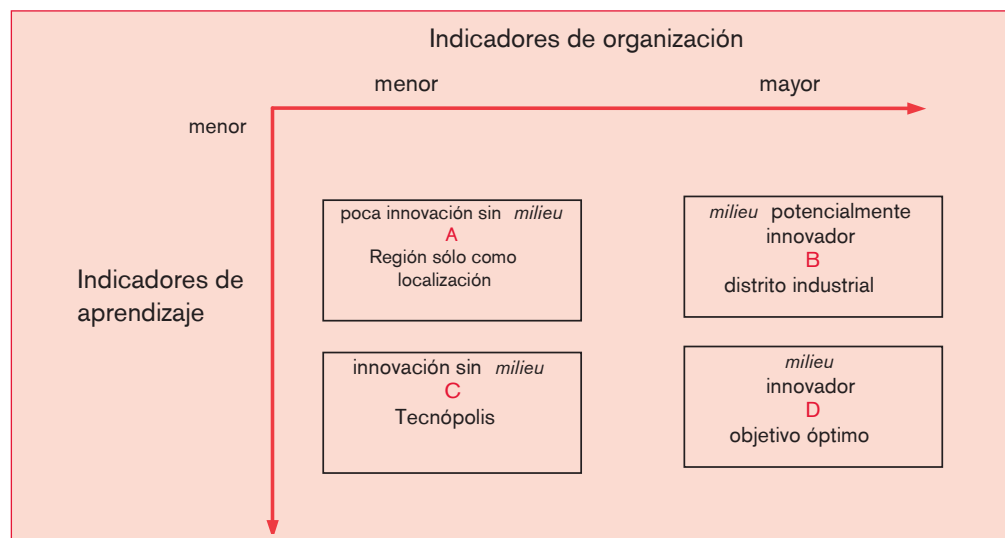 Indicadores de organización
menor
mayor
menor
poca innovación sin milieu
A
Región sólo como
localización
milieu potencialmente
innovador
B
distrito industrial
Indicadores de
aprendizaje
innovación sin milieu
C
Tecnópolis
milieu
innovador
D
objetivo óptimo